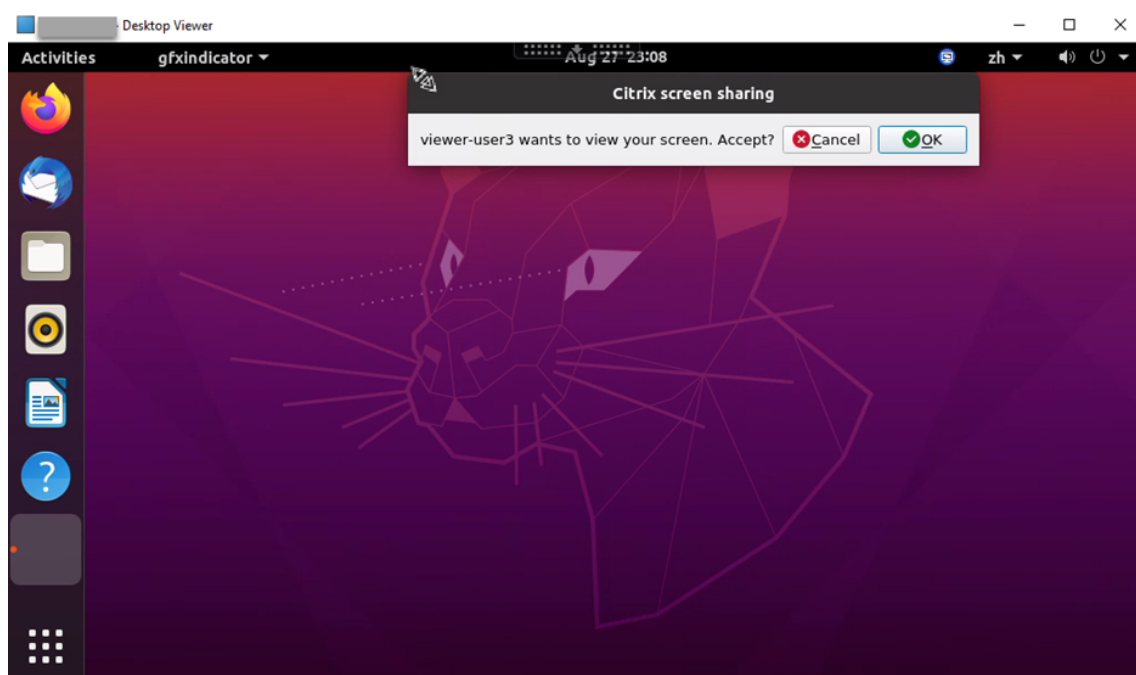 Desktop Viewer
Activities gfxindicator Aug 27 23:08 zh
Citrix screen sharing
viewer-user3 wants to view your screen. Accept? Cancel OK
?